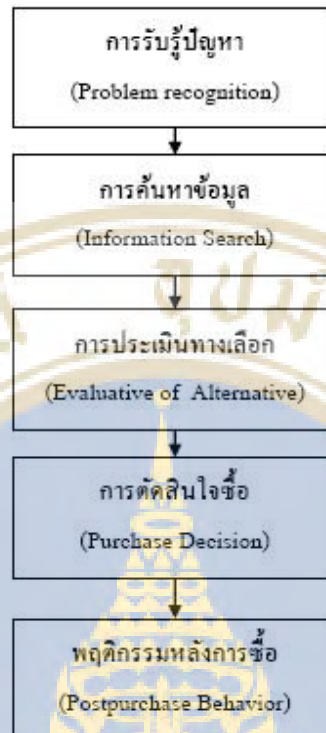 การรับรู้ปัญหา
(Problem recognition)
การค้นหาข้อมูล
(Information Search)
การประเมินทางเลือก
(Evaluative of Alternative)
การตัดสินใจซื้อ
(Purchase Decision)
พฤติกรรมหลังการซื้อ
(Postpurchase Behavior)